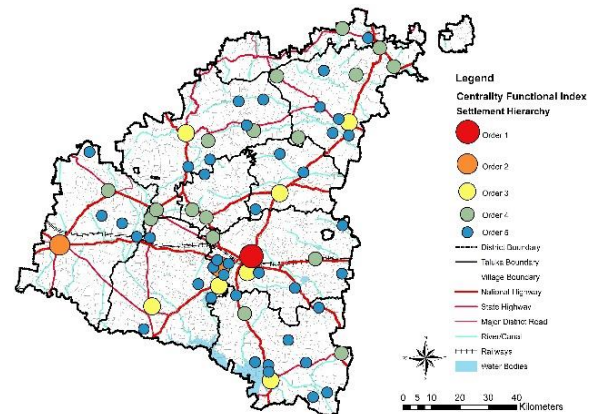 Legend
Centrality Functional Index
Settlement Hierarchy
Order 1
Order 2
Order 3
Order 4
Order 5
District Boundary
Taluka Boundary
Village Boundary
National Highway
State Highway
Major District Road
River/Canal
Railways
Water Bodies
0 5 10 20 30 40
Kilometers